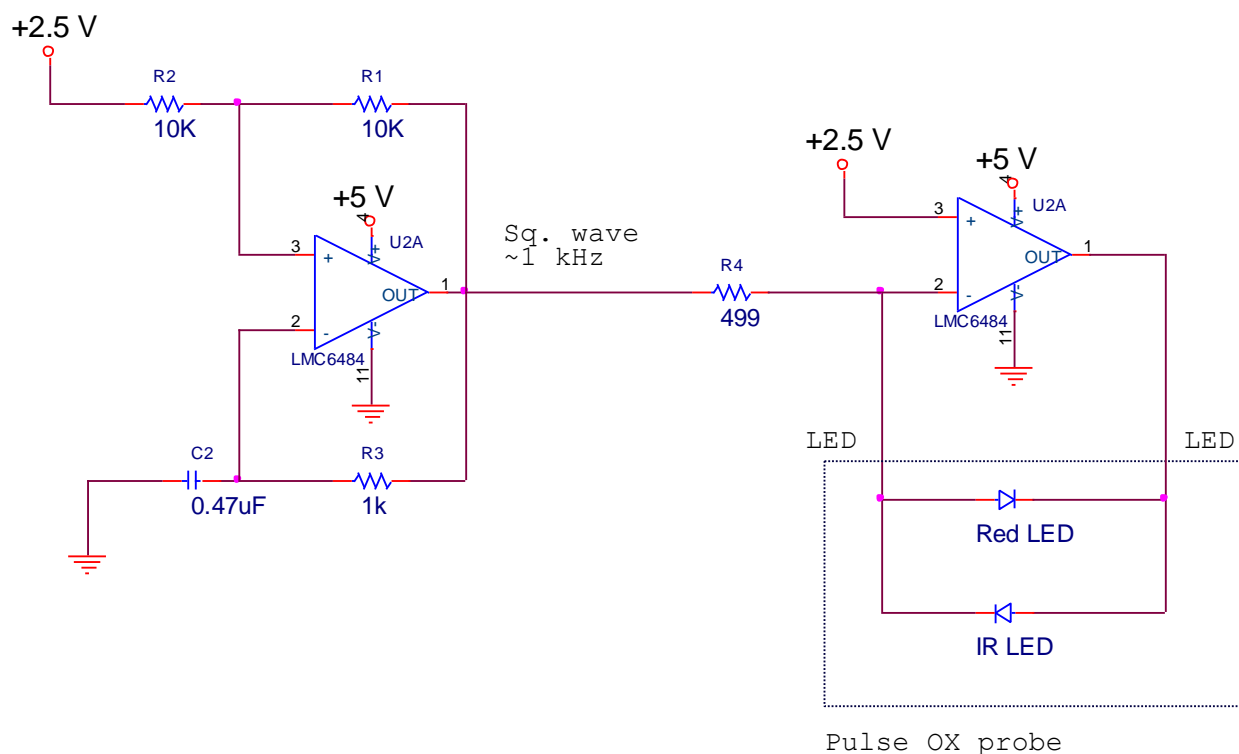 +2.5 V
R2
R1
10K
10K
+5 V
4
U2A
V+
3
+
OUT
1
2
-
V-
LMC6484
11
C2
R3
0.47uF
1k
Sq. wave
~1 kHz
R4
499
+2.5 V
+5 V
4
U2A
V+
3
+
OUT
1
2
-
V-
LMC6484
11
LED
LED
Red LED
IR LED
Pulse OX probe